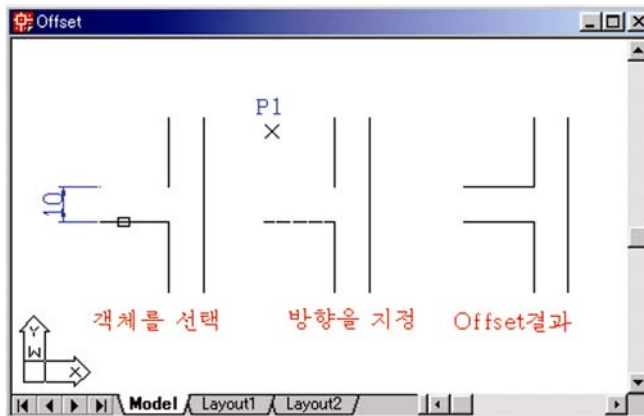 Offset
P1
10
객체를 선택
방향을 지정
Offset결과
Y
W
X
Model
Layout1
Layout2